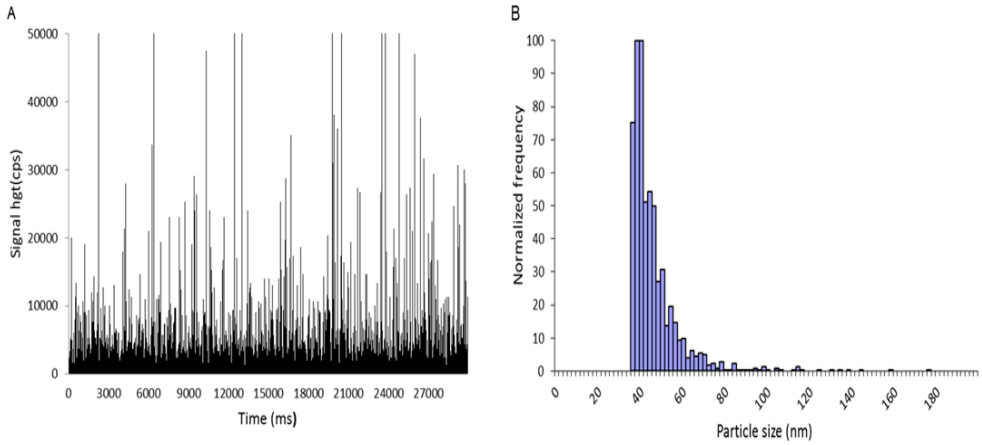 A
50000
40000
30000
20000
10000
0
Signal hgt(cps)
0 3000 6000 9000 12000 15000 18000 21000 24000 27000
Time (ms)
B
100
90
80
70
60
50
40
30
20
10
0
Normalized frequency
0 20 40 60 80 100 120 140 160 180
Particle size (nm)